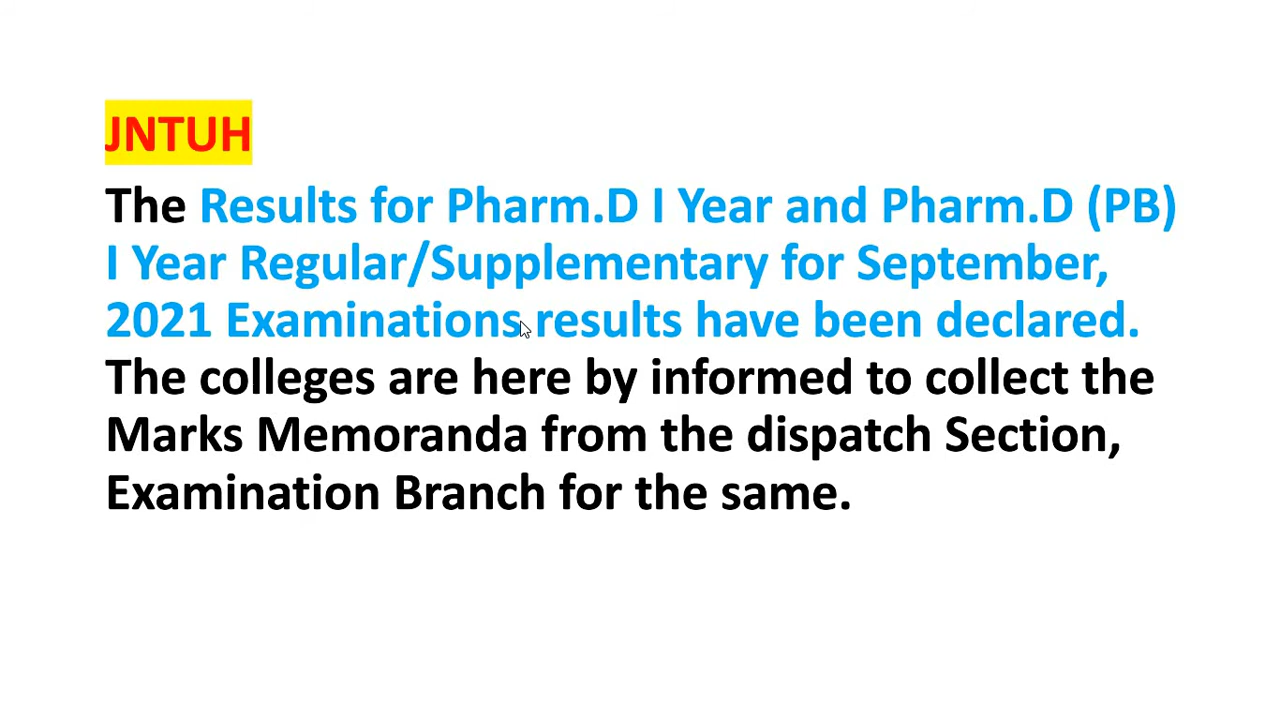 JNTUH
The Results for Pharm.D I Year and Pharm.D (PB)
I Year Regular/Supplementary for September,
2021 Examinations results have been declared.
The colleges are here by informed to collect the
Marks Memoranda from the dispatch Section,
Examination Branch for the same.